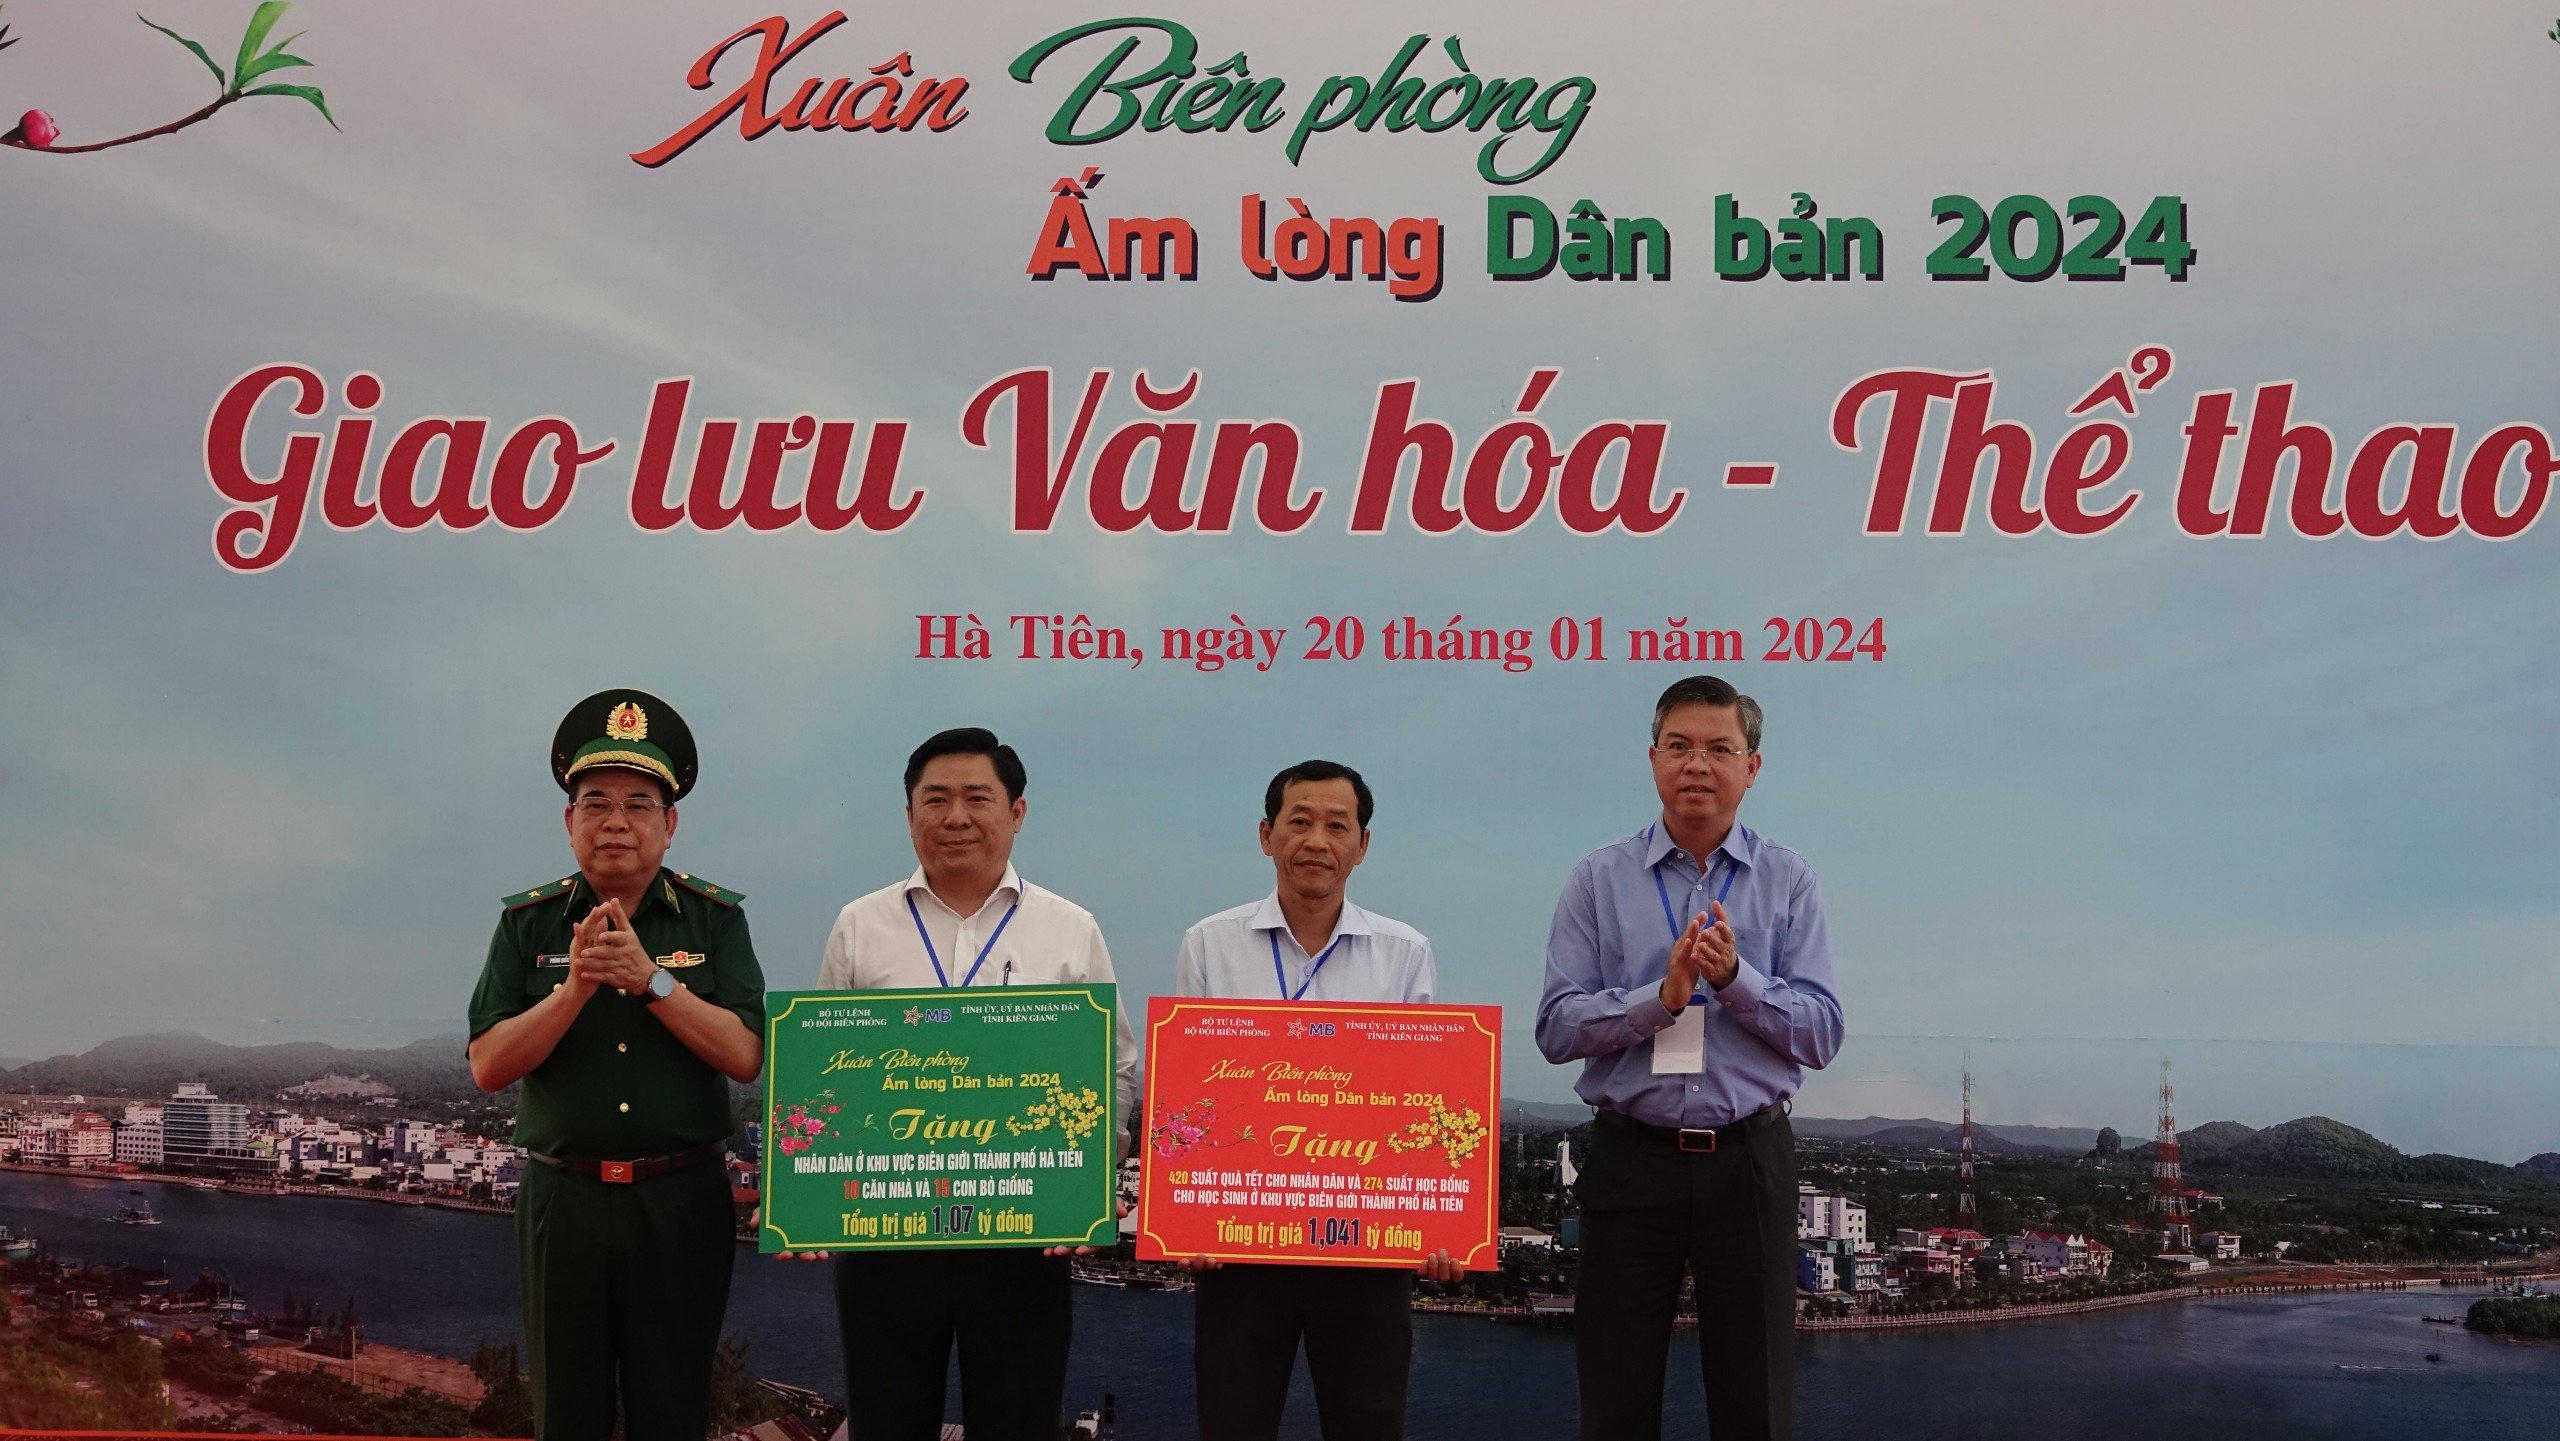 Xuân Biên phòng
Ấm lòng Dân bản 2024
Giao lưu Văn hóa - Thể thao
Hà Tiên, ngày 20 tháng 01 năm 2024
BỘ TƯ LỆNH
BỘ ĐỘI BIÊN PHÒNG
MB
TỈNH ỦY, UỶ BAN NHÂN DÂN
TỈNH KIÊN GIANG
Xuân Biên phòng
Ấm lòng Dân bản 2024
Tặng
NHÂN DÂN Ở KHU VỰC BIÊN GIỚI THÀNH PHỐ HÀ TIÊN
10 CĂN NHÀ VÀ 15 CON BÒ GIỐNG
Tổng trị giá 1,07 tỷ đồng
BỘ TƯ LỆNH
BỘ ĐỘI BIÊN PHÒNG
MB
TỈNH ỦY, UỶ BAN NHÂN DÂN
TỈNH KIÊN GIANG
Xuân Biên phòng
Ấm lòng Dân bản 2024
Tặng
420 SUẤT QUÀ TẾT CHO NHÂN DÂN VÀ 274 SUẤT HỌC BỔNG
CHO HỌC SINH Ở KHU VỰC BIÊN GIỚI THÀNH PHỐ HÀ TIÊN
Tổng trị giá 1,041 tỷ đồng